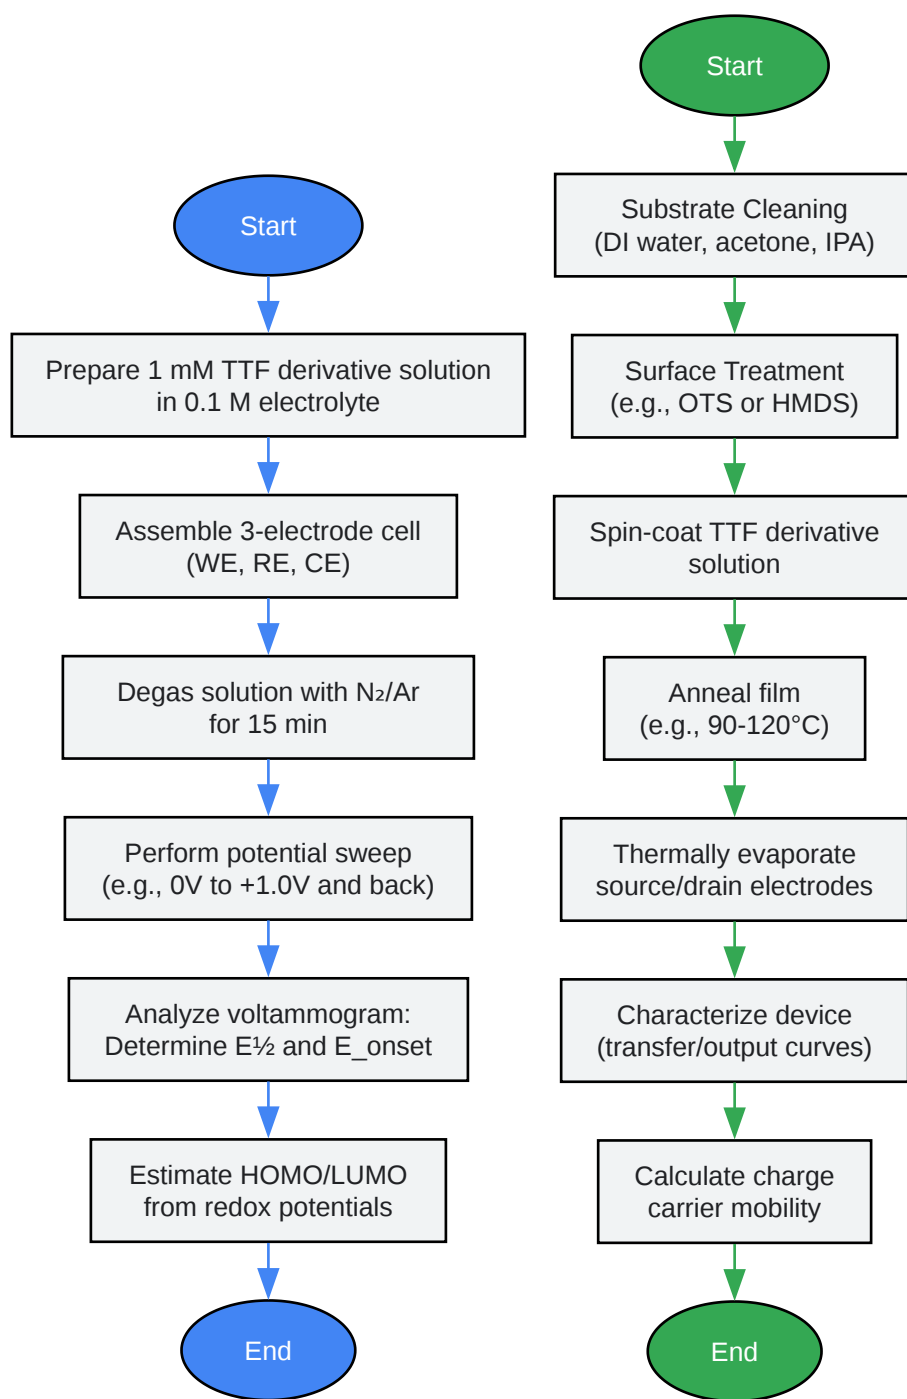 Start
Prepare 1 mM TTF derivative solution
in 0.1 M electrolyte
Assemble 3-electrode cell
(WE, RE, CE)
Degas solution with N₂/Ar
for 15 min
Perform potential sweep
(e.g., 0V to +1.0V and back)
Analyze voltammogram:
Determine E½ and E_onset
Estimate HOMO/LUMO
from redox potentials
End
Start
Substrate Cleaning
(DI water, acetone, IPA)
Surface Treatment
(e.g., OTS or HMDS)
Spin-coat TTF derivative
solution
Anneal film
(e.g., 90-120°C)
Thermally evaporate
source/drain electrodes
Characterize device
(transfer/output curves)
Calculate charge
carrier mobility
End